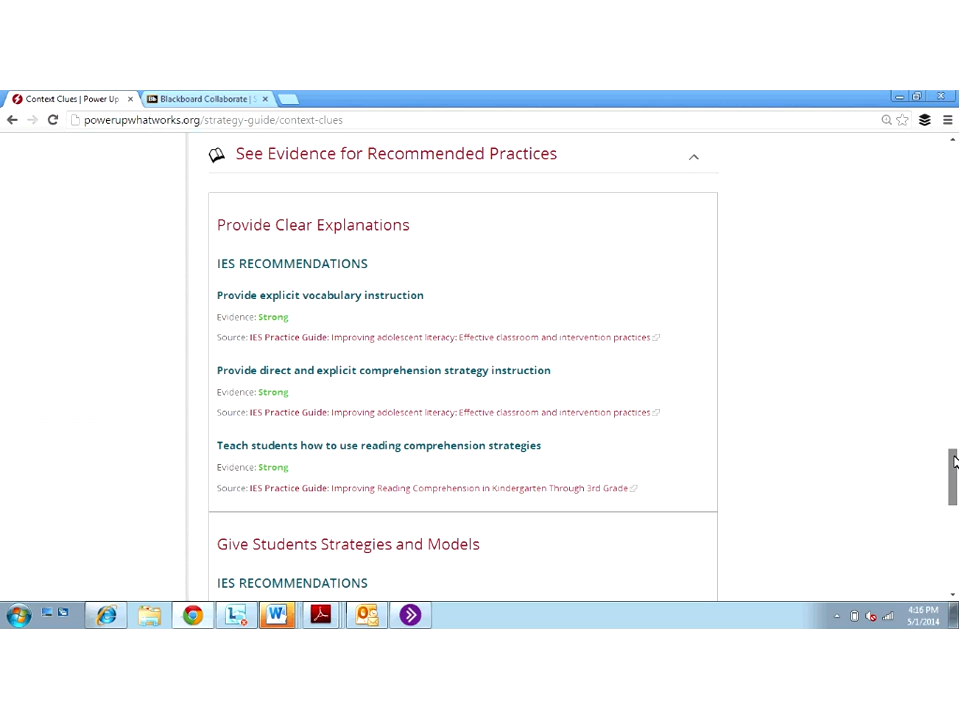 Context Clues | Power Up
Blackboard Collaborate |
powerupwhatworks.org/strategy-guide/context-clues
See Evidence for Recommended Practices
Provide Clear Explanations
IES RECOMMENDATIONS
Provide explicit vocabulary instruction
Evidence: Strong
Source: IES Practice Guide: Improving adolescent literacy: Effective classroom and intervention practices
Provide direct and explicit comprehension strategy instruction
Evidence: Strong
Source: IES Practice Guide: Improving adolescent literacy: Effective classroom and intervention practices
Teach students how to use reading comprehension strategies
Evidence: Strong
Source: IES Practice Guide: Improving Reading Comprehension in Kindergarten Through 3rd Grade
Give Students Strategies and Models
IES RECOMMENDATIONS
4:16 PM
5/1/2014